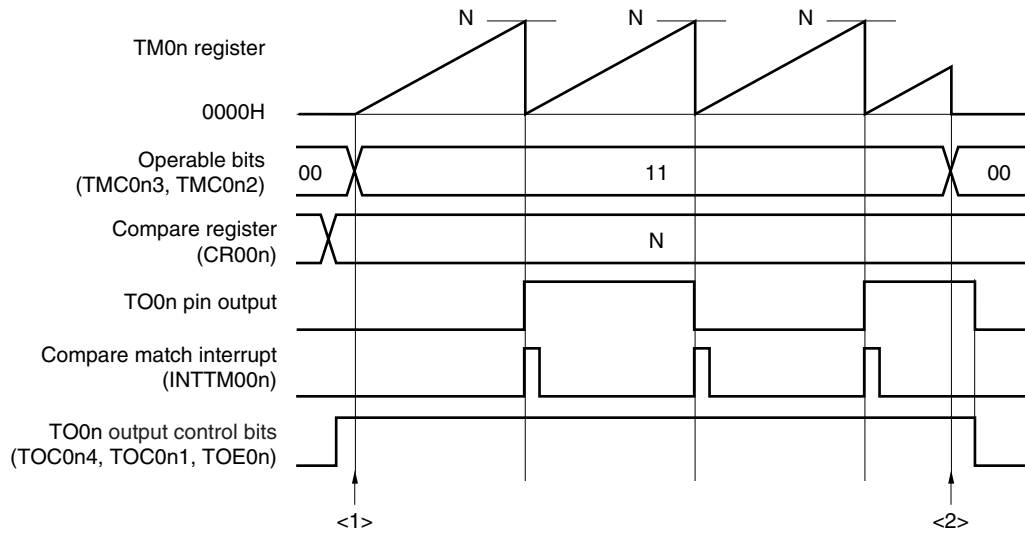 N
N
N
TM0n register
0000H
Operable bits
(TMC0n3, TMC0n2)
00
11
00
Compare register
(CR00n)
N
TO0n pin output
Compare match interrupt
(INTTM00n)
TO0n output control bits
(TOC0n4, TOC0n1, TOE0n)
<1>
<2>